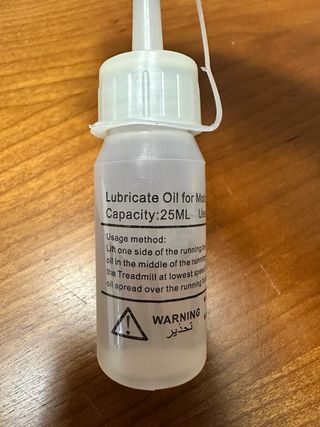 Lubricate Oil for
Capacity:25ML
Usage method:
Lift one side of the running
oil in the middle of the running
the Treadmill at lowest speed
oil spread over the running
WARNING
تحذير